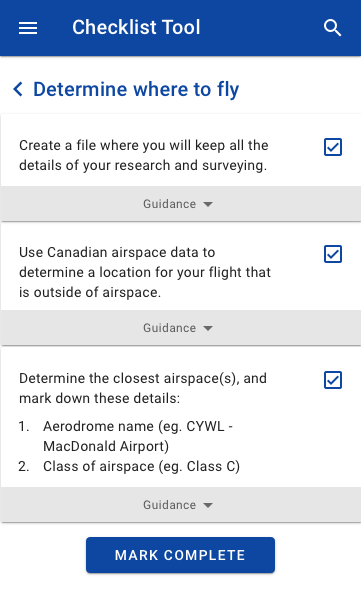 Checklist Tool
Determine where to fly
Create a file where you will keep all the
details of your research and surveying.
Guidance
Use Canadian airspace data to
determine a location for your flight that
is outside of airspace.
Guidance
Determine the closest airspace(s), and
mark down these details:
1. Aerodrome name (eg. CYWL -
MacDonald Airport)
2. Class of airspace (eg. Class C)
Guidance
MARK COMPLETE